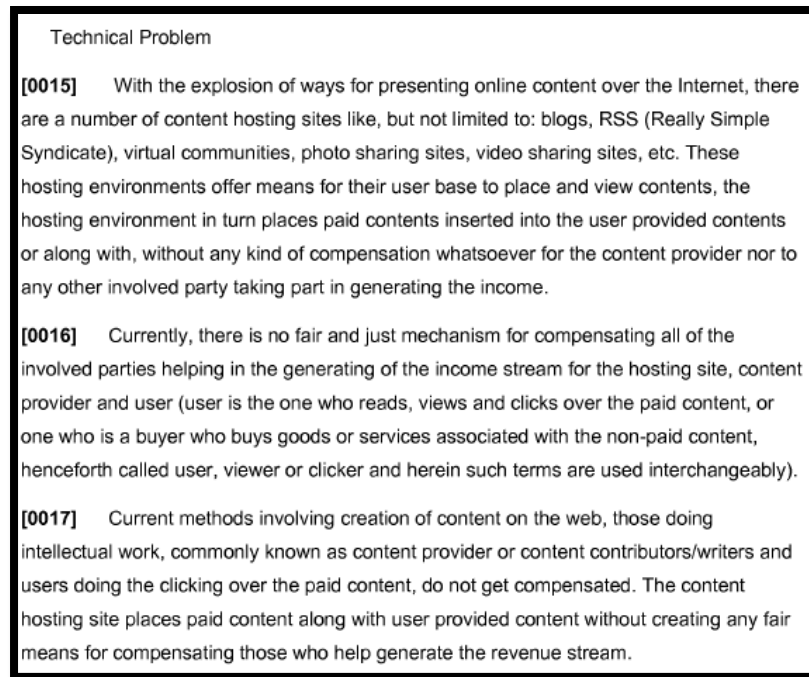 Technical Problem
[0015] With the explosion of ways for presenting online content over the Internet, there
are a number of content hosting sites like, but not limited to: blogs, RSS (Really Simple
Syndicate), virtual communities, photo sharing sites, video sharing sites, etc. These
hosting environments offer means for their user base to place and view contents, the
hosting environment in turn places paid contents inserted into the user provided contents
or along with, without any kind of compensation whatsoever for the content provider nor to
any other involved party taking part in generating the income.
[0016] Currently, there is no fair and just mechanism for compensating all of the
involved parties helping in the generating of the income stream for the hosting site, content
provider and user (user is the one who reads, views and clicks over the paid content, or
one who is a buyer who buys goods or services associated with the non-paid content,
henceforth called user, viewer or clicker and herein such terms are used interchangeably).
[0017] Current methods involving creation of content on the web, those doing
intellectual work, commonly known as content provider or content contributors/writers and
users doing the clicking over the paid content, do not get compensated. The content
hosting site places paid content along with user provided content without creating any fair
means for compensating those who help generate the revenue stream.